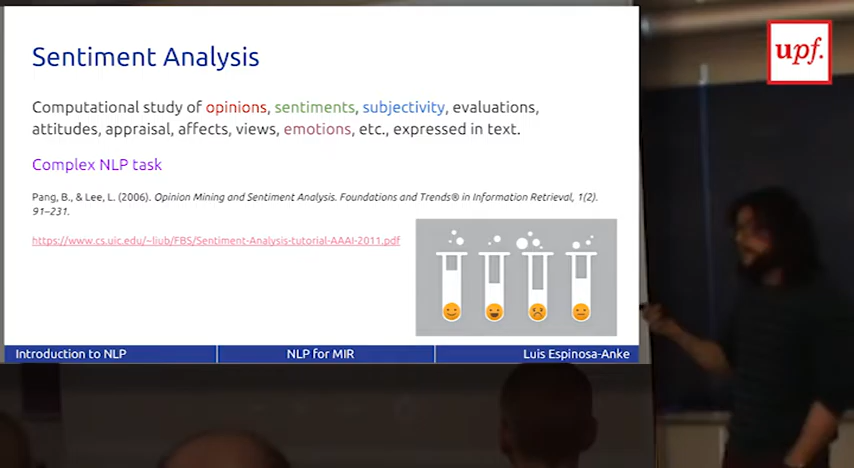 Sentiment Analysis
upf.
Computational study of opinions, sentiments, subjectivity, evaluations,
attitudes, appraisal, affects, views, emotions, etc., expressed in text.
Complex NLP task
Pang, B., & Lee, L. (2006). Opinion Mining and Sentiment Analysis. Foundations and Trends® in Information Retrieval, 1(2).
91–231.
https://www.cs.uic.edu/~liub/FBS/Sentiment-Analysis-tutorial-AAAI-2011.pdf
Introduction to NLP
NLP for MIR
Luis Espinosa-Anke